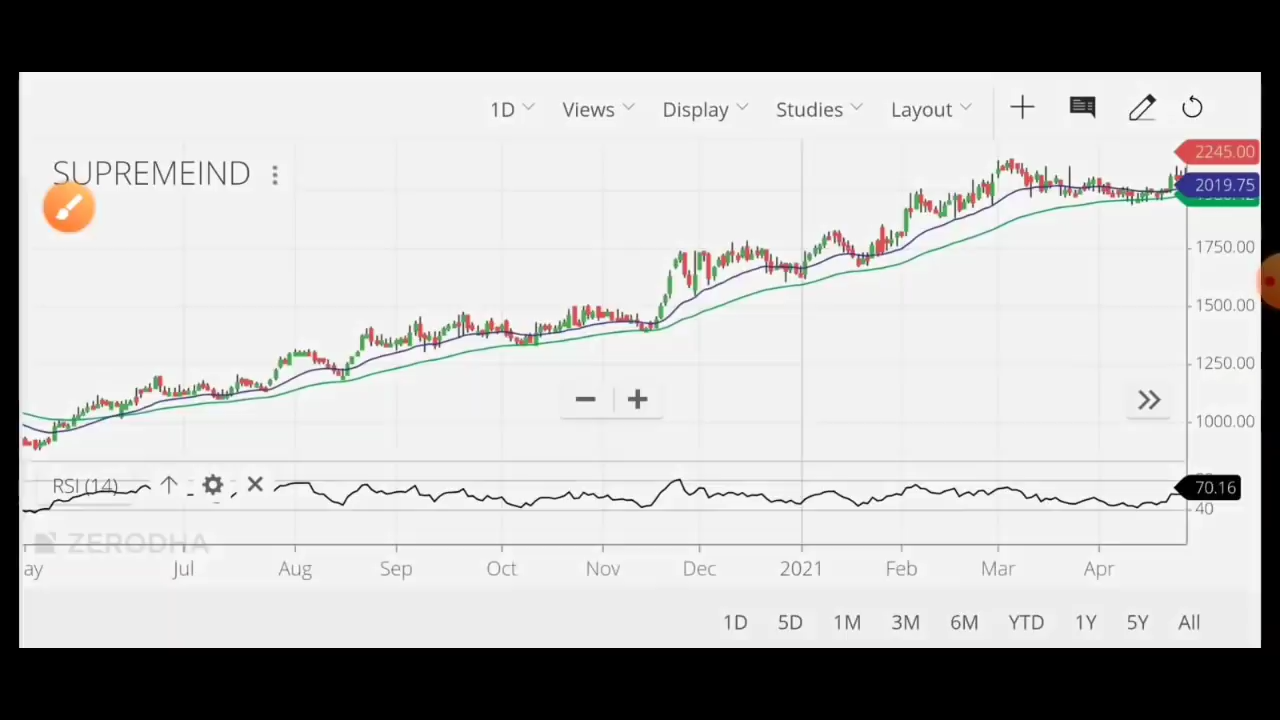 1D Views Display Studies Layout
SUPREMEIND
2245.00
2019.75
1750.00
1500.00
1250.00
1000.00
RSI (14)
70.16
40
ZERODHA
ay Jul Aug Sep Oct Nov Dec 2021 Feb Mar Apr
1D 5D 1M 3M 6M YTD 1Y 5Y All